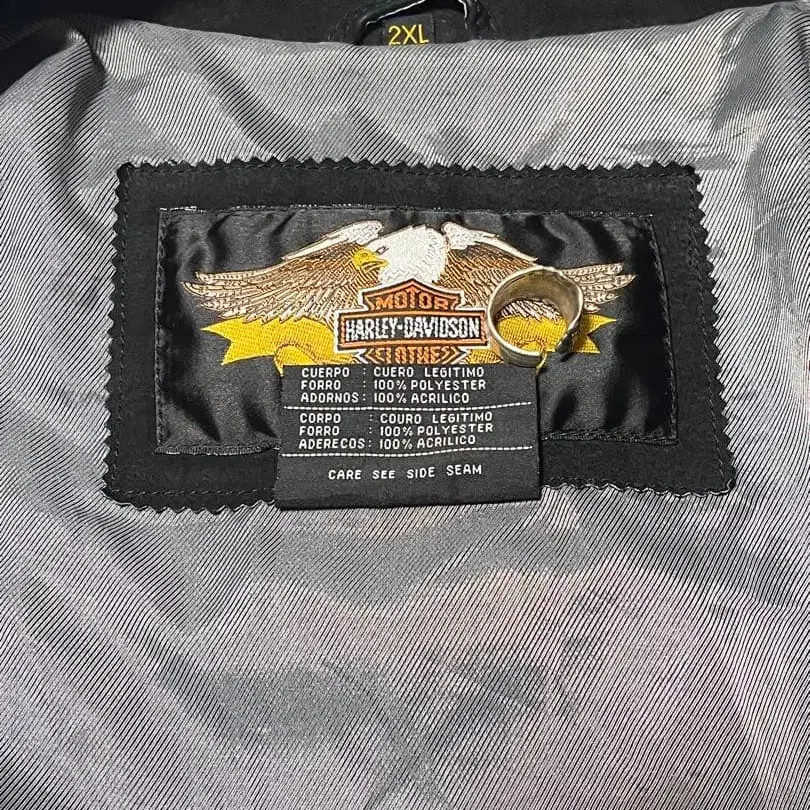 2XL
MOTOR
HARLEY-DAVIDSON
CLOTHES
CUERPO : CUERO LEGITIMO
FORRO : 100% POLYESTER
ADORNOS : 100% ACRILICO
CORPO : COURO LEGITIMO
FORRO : 100% POLYESTER
ADERECOS : 100% ACRILICO
CARE SEE SIDE SEAM